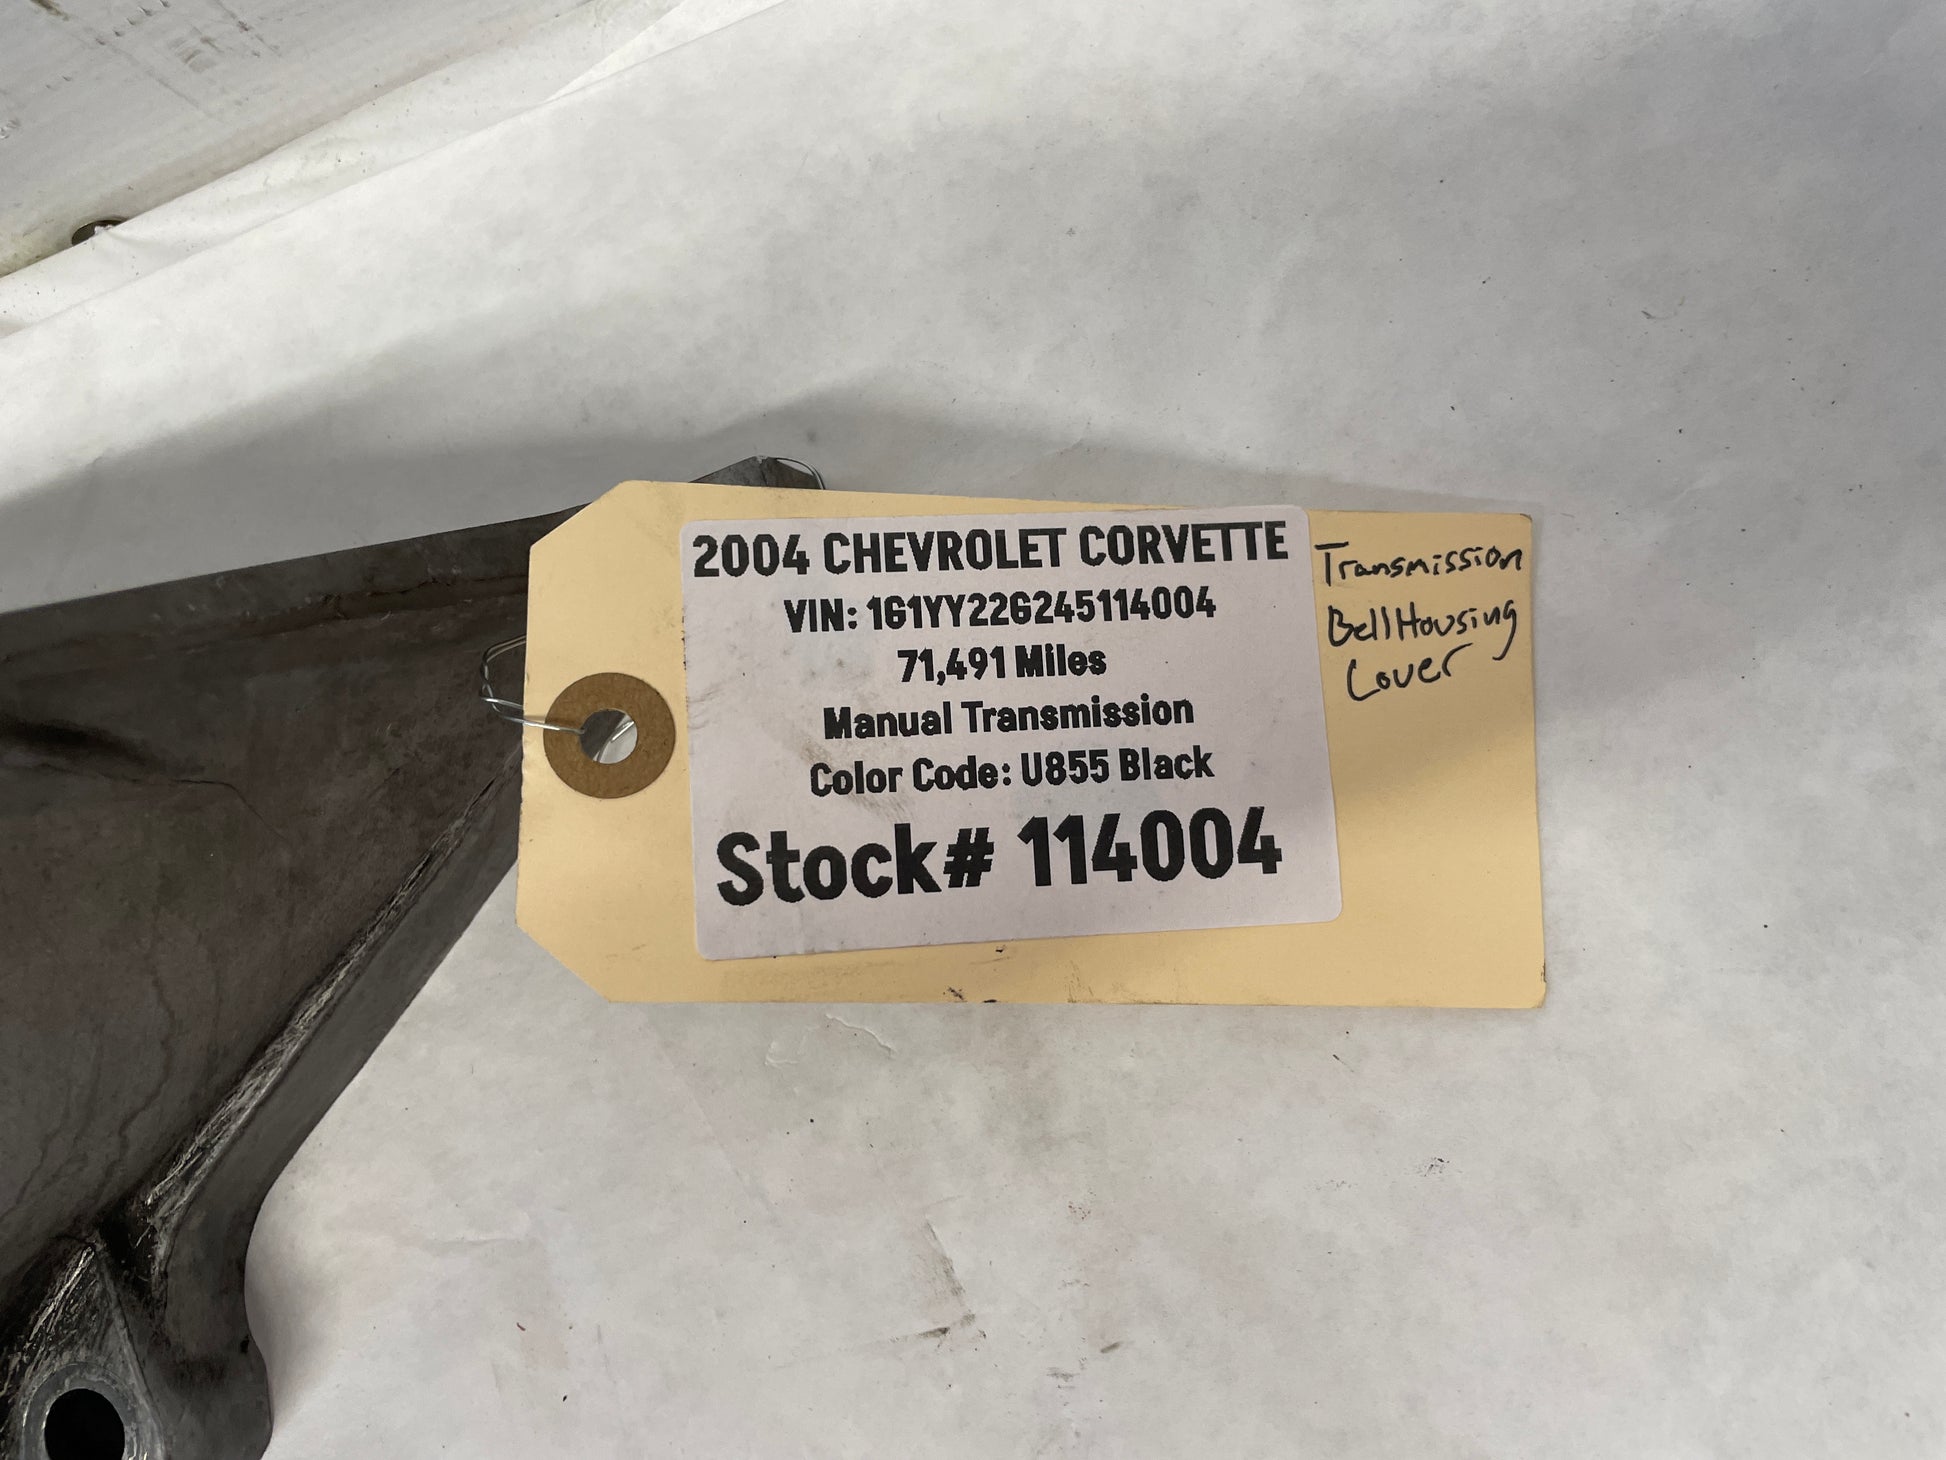 2004 CHEVROLET CORVETTE
VIN: 1G1YY22G245114004
71,491 Miles
Manual Transmission
Color Code: U855 Black
Stock# 114004
Transmission
BellHousing
Cover